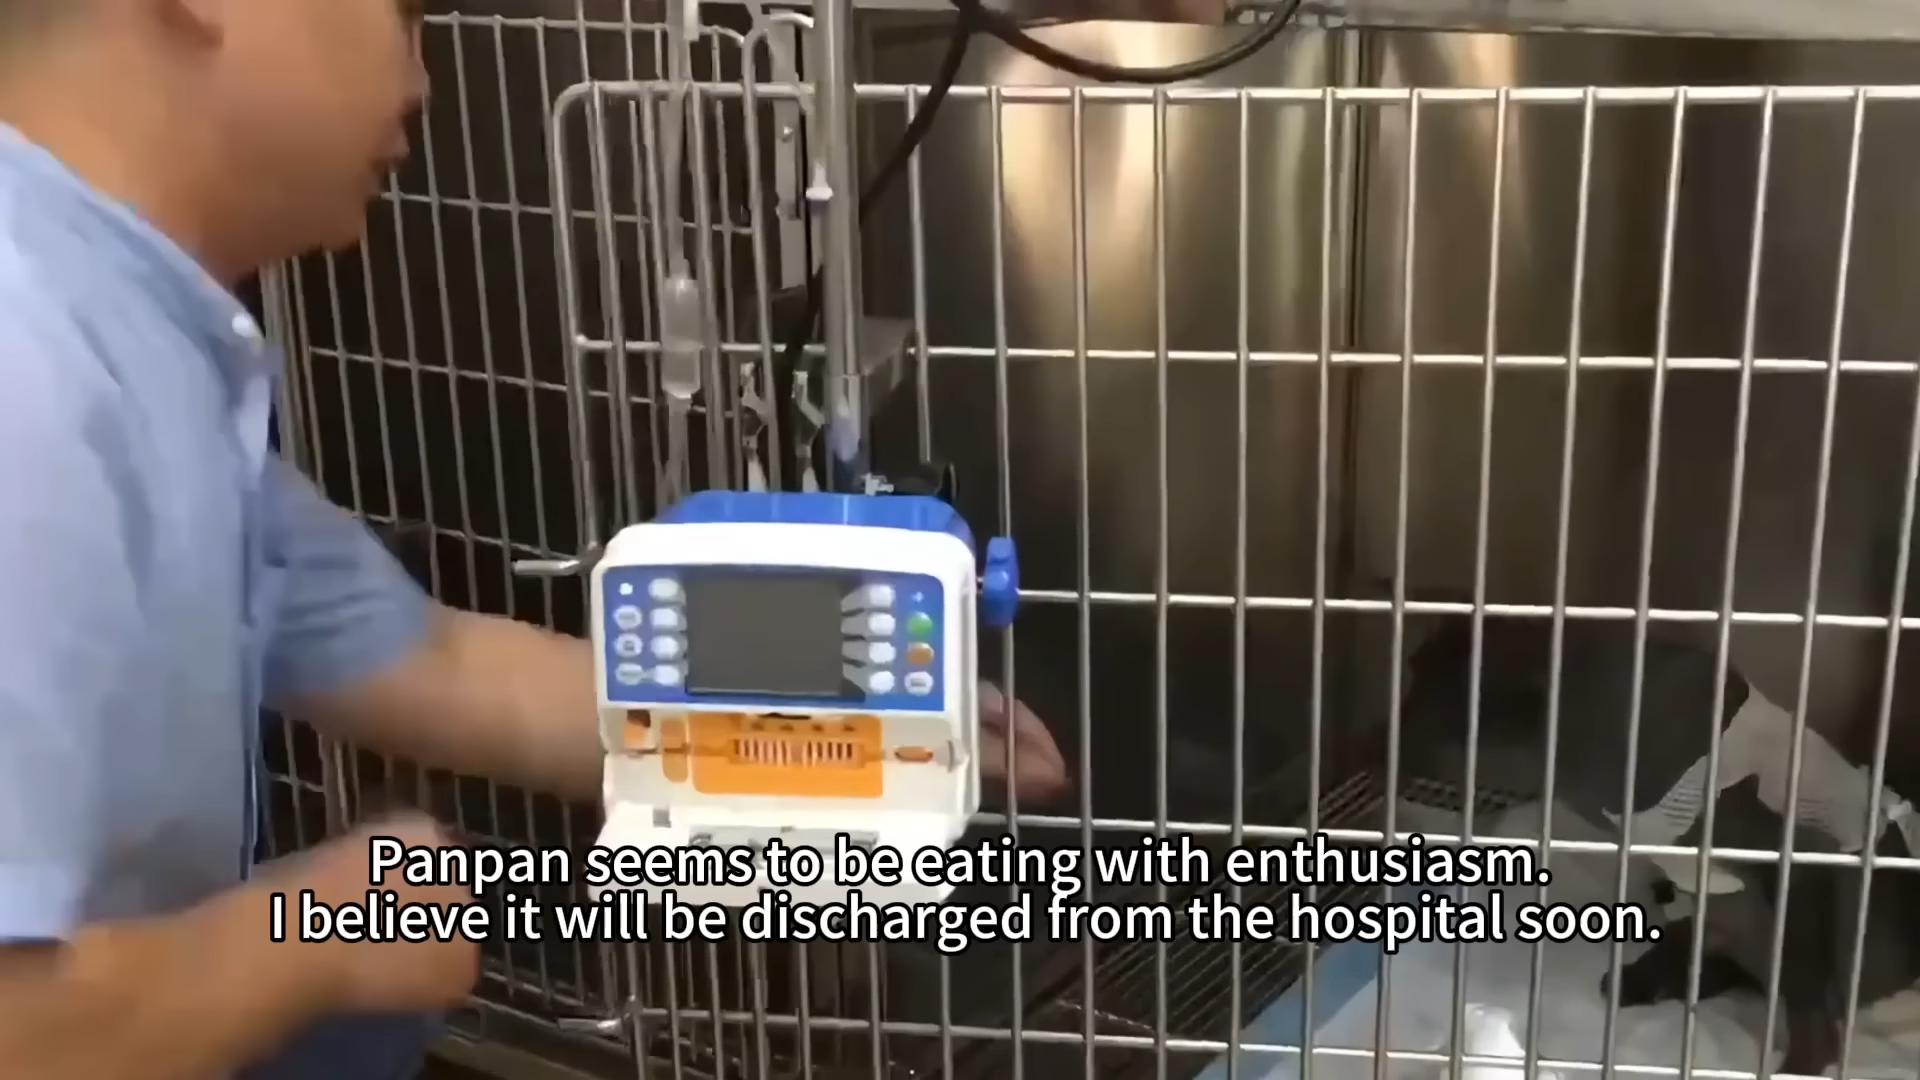 Panpan seems to be eating with enthusiasm.
I believe it will be discharged from the hospital soon.